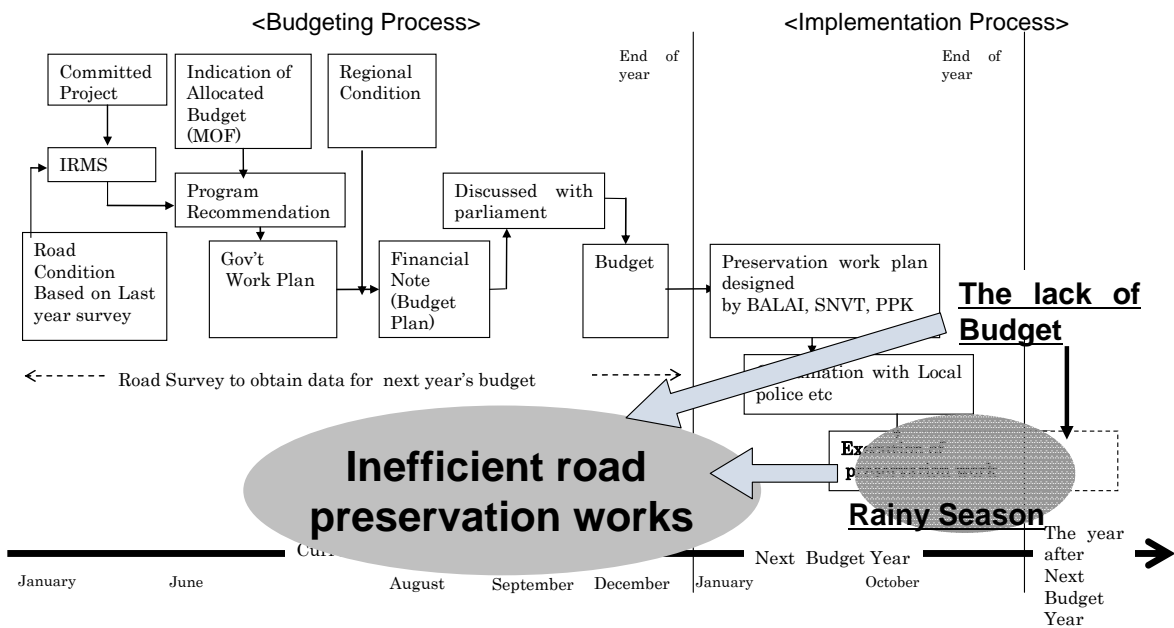 <Budgeting Process>
<Implementation Process>
End of
year
End of
year
Committed
Project
Indication of
Allocated
Budget
(MOF)
Regional
Condition
IRMS
Program
Recommendation
Discussed with
parliament
Road
Condition
Based on Last
year survey
Gov't
Work Plan
Financial
Note
(Budget
Plan)
Budget
Preservation work plan
designed
by BALAI, SNVT, PPK
The lack of
Budget
Road Survey to obtain data for next year's budget
with Local
police etc
Execution of
preservation work
Inefficient road
preservation works
Rainy Season
Next Budget Year
The year
after
Next
Budget
Year
January
June
August
September
December
January
October